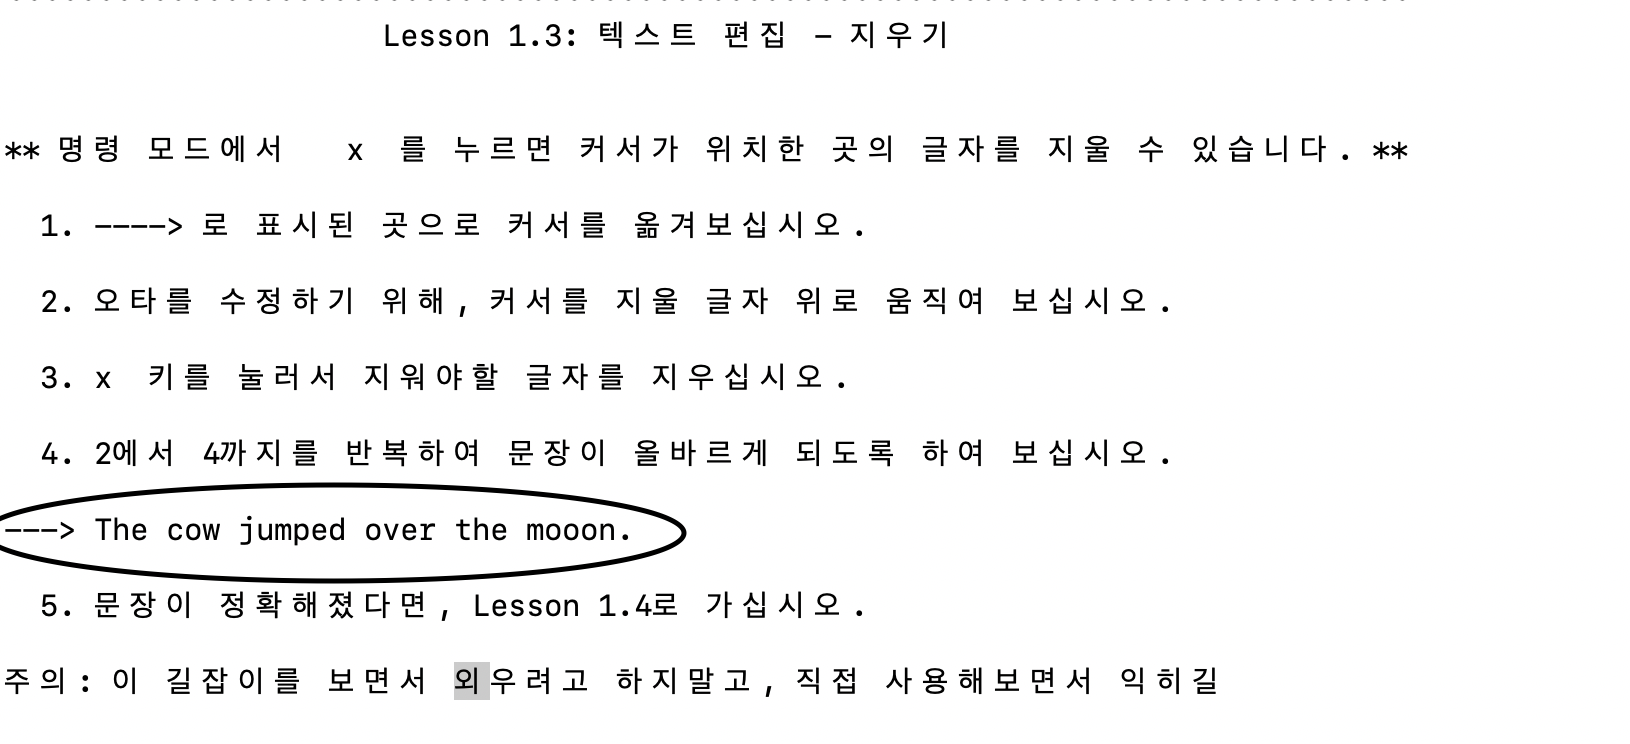 Lesson 1.3: 텍스트 편집 - 지우기
** 명령 모드에서 x 를 누르면 커서가 위치한 곳의 글자를 지울 수 있습니다. **
1. ----> 로 표시된 곳으로 커서를 옮겨보십시오.
2. 오타를 수정하기 위해, 커서를 지울 글자 위로 움직여 보십시오.
3. x 키를 눌러서 지워야할 글자를 지우십시오.
4. 2에서 4까지를 반복하여 문장이 올바르게 되도록 하여 보십시오.
---> The cow jumped over the mooon.
5. 문장이 정확해졌다면, Lesson 1.4로 가십시오.
주의: 이 길잡이를 보면서 외우려고 하지말고, 직접 사용해보면서 익히길